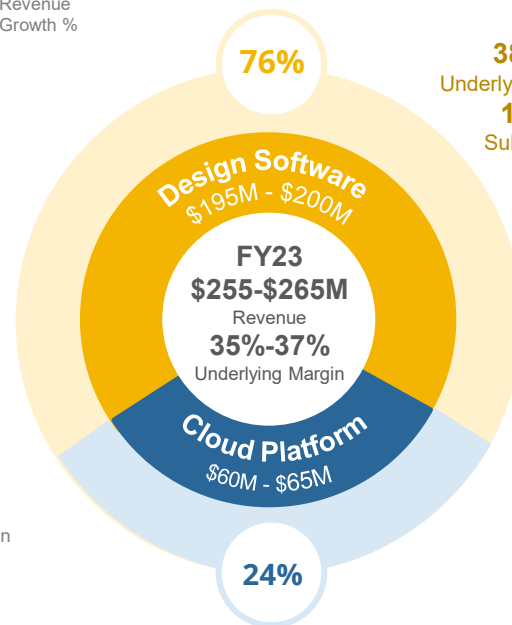 Revenue
Growth %
76%
38
Underly
1
Design Software
$195M - $200M
FY23
$255-$265M
Revenue
35%-37%
Underlying Margin
Cloud Platform
$60M - $65M
24%